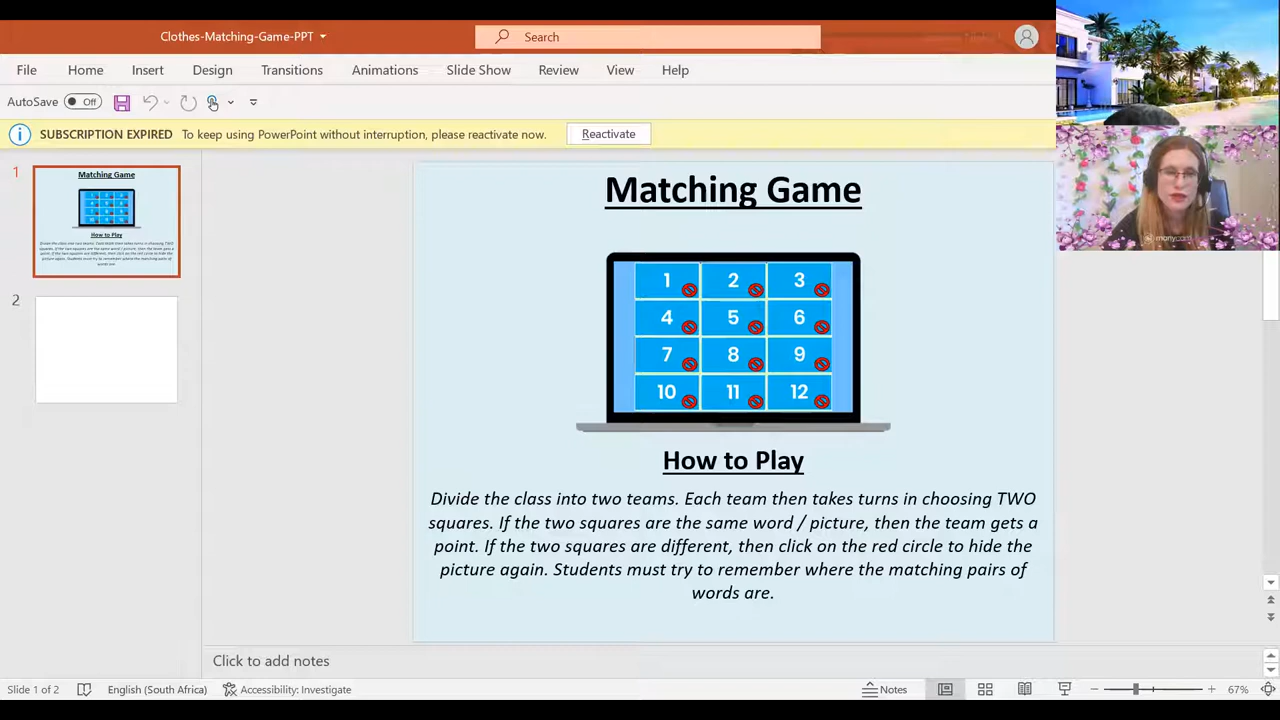 Clothes-Matching-Game-PPT
Search
File Home Insert Design Transitions Animations Slide Show Review View Help
AutoSave Off
SUBSCRIPTION EXPIRED To keep using PowerPoint without interruption, please reactivate now. Reactivate
1
Matching Game
How to Play
2
Matching Game
1 2 3
4 5 6
7 8 9
10 11 12
How to Play
Divide the class into two teams. Each team then takes turns in choosing TWO
squares. If the two squares are the same word / picture, then the team gets a
point. If the two squares are different, then click on the red circle to hide the
picture again. Students must try to remember where the matching pairs of
words are.
manycam
Click to add notes
Slide 1 of 2 English (South Africa) Accessibility: Investigate Notes 67%